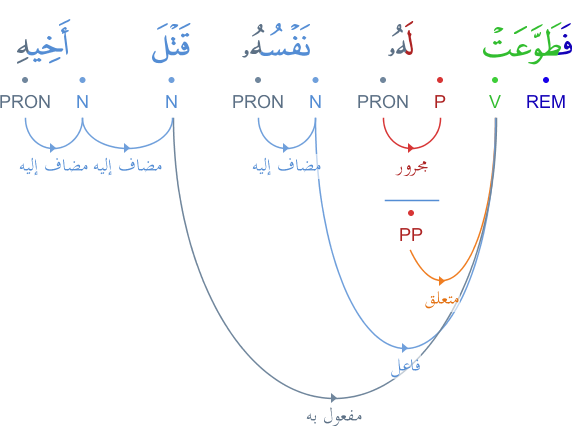 فَطَوَّعَتْ لَهُۥ نَفْسُهُۥ قَتْلَ أَخِيهِ
REM V P PRON N PRON N N PRON
مضاف إليه مضاف إليه مضاف إليه مجرور
PP
متعلق
فاعل
مفعول به